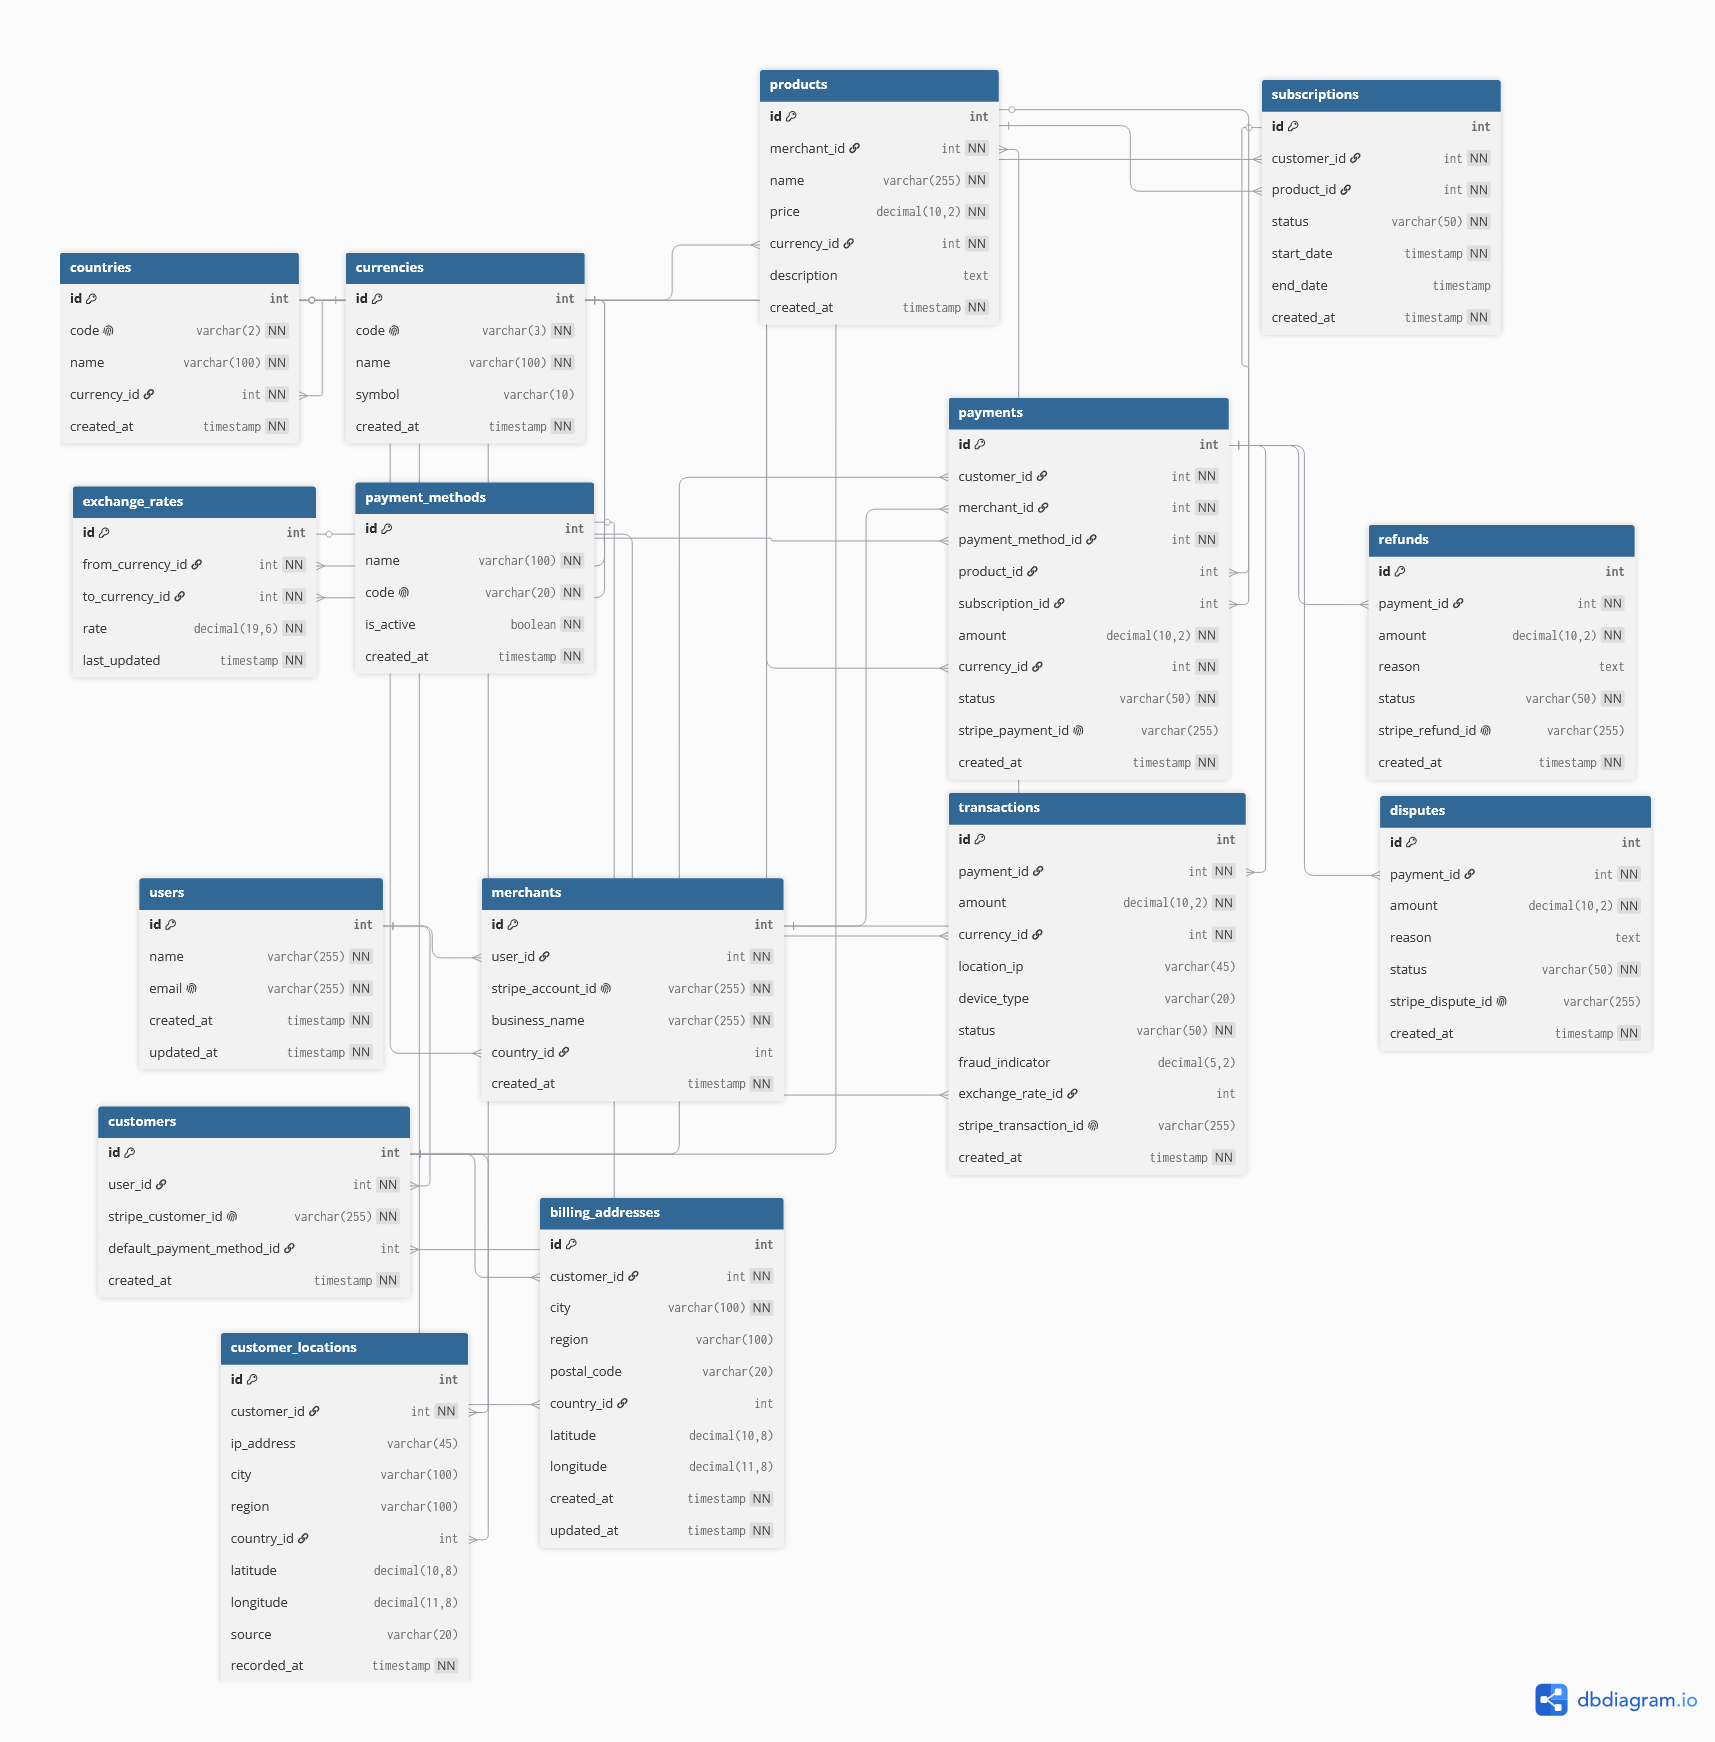 products
id int
merchant_id int NN
name varchar(255) NN
price decimal(10,2) NN
currency_id int NN
description text
created_at timestamp NN
subscriptions
id int
customer_id int NN
product_id int NN
status varchar(50) NN
start_date timestamp NN
end_date timestamp
created_at timestamp NN
countries
id int
code varchar(2) NN
name varchar(100) NN
currency_id int NN
created_at timestamp NN
currencies
id int
code varchar(3) NN
name varchar(100) NN
symbol varchar(10)
created_at timestamp NN
payments
id int
customer_id int NN
merchant_id int NN
payment_method_id int NN
product_id int
subscription_id int
amount decimal(10,2) NN
currency_id int NN
status varchar(50) NN
stripe_payment_id varchar(255)
created_at timestamp NN
exchange_rates
id int
from_currency_id int NN
to_currency_id int NN
rate decimal(19,6) NN
last_updated timestamp NN
payment_methods
id int
name varchar(100) NN
code varchar(20) NN
is_active boolean NN
created_at timestamp NN
refunds
id int
payment_id int NN
amount decimal(10,2) NN
reason text
status varchar(50) NN
stripe_refund_id varchar(255)
created_at timestamp NN
transactions
id int
payment_id int NN
amount decimal(10,2) NN
currency_id int NN
location_ip varchar(45)
device_type varchar(20)
status varchar(50) NN
fraud_indicator decimal(5,2)
exchange_rate_id int
stripe_transaction_id varchar(255)
created_at timestamp NN
disputes
id int
payment_id int NN
amount decimal(10,2) NN
reason text
status varchar(50) NN
stripe_dispute_id varchar(255)
created_at timestamp NN
users
id int
name varchar(255) NN
email varchar(255) NN
created_at timestamp NN
updated_at timestamp NN
merchants
id int
user_id int NN
stripe_account_id varchar(255) NN
business_name varchar(255) NN
country_id int
created_at timestamp NN
customers
id int
user_id int NN
stripe_customer_id varchar(255) NN
default_payment_method_id int
created_at timestamp NN
billing_addresses
id int
customer_id int NN
city varchar(100) NN
region varchar(100)
postal_code varchar(20)
country_id int
latitude decimal(10,8)
longitude decimal(11,8)
created_at timestamp NN
updated_at timestamp NN
customer_locations
id int
customer_id int NN
ip_address varchar(45)
city varchar(100)
region varchar(100)
country_id int
latitude decimal(10,8)
longitude decimal(11,8)
source varchar(20)
recorded_at timestamp NN
dbdiagram.io